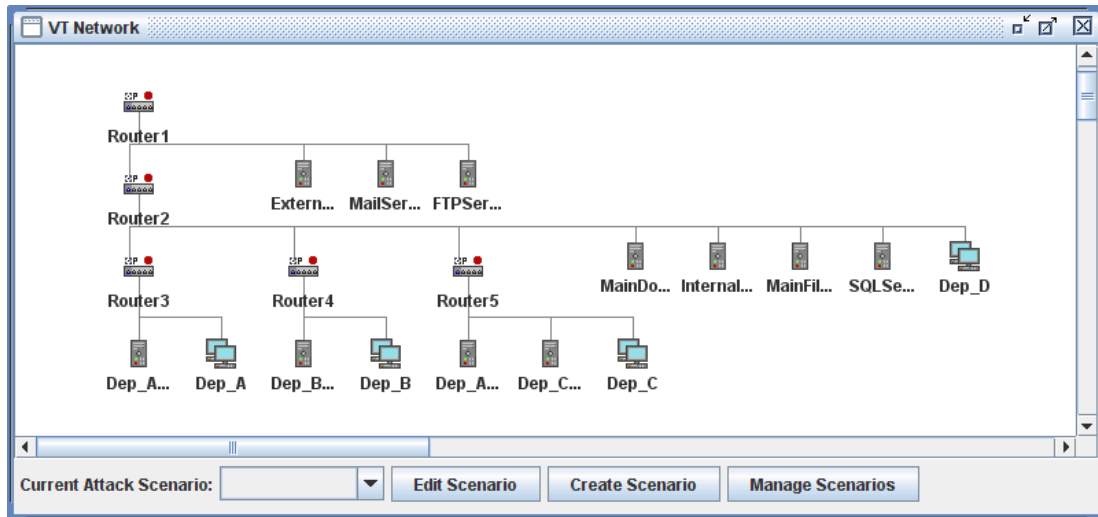 VT Network
Router1
Extern... MailSer... FTPSer...
Router2
MainDo... Internal... MainFil... SQLSe... Dep_D
Router3 Router4 Router5
Dep_A... Dep_A Dep_B... Dep_B Dep_A... Dep_C... Dep_C
Current Attack Scenario: Edit Scenario Create Scenario Manage Scenarios